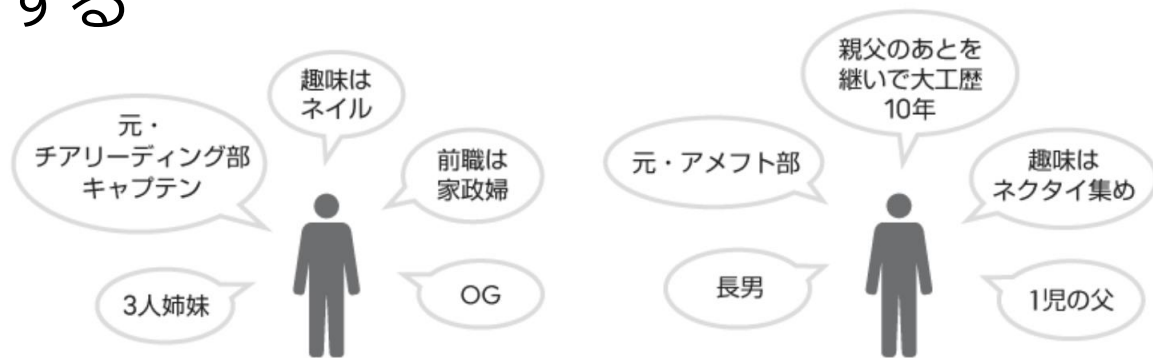 する
趣味は
ネイル
元・
チアリーディング部
キャプテン
前職は
家政婦
3人姉妹
OG
親父のあとを
継いで大工歴
10年
元・アメフト部
趣味は
ネクタイ集め
長男
1児の父